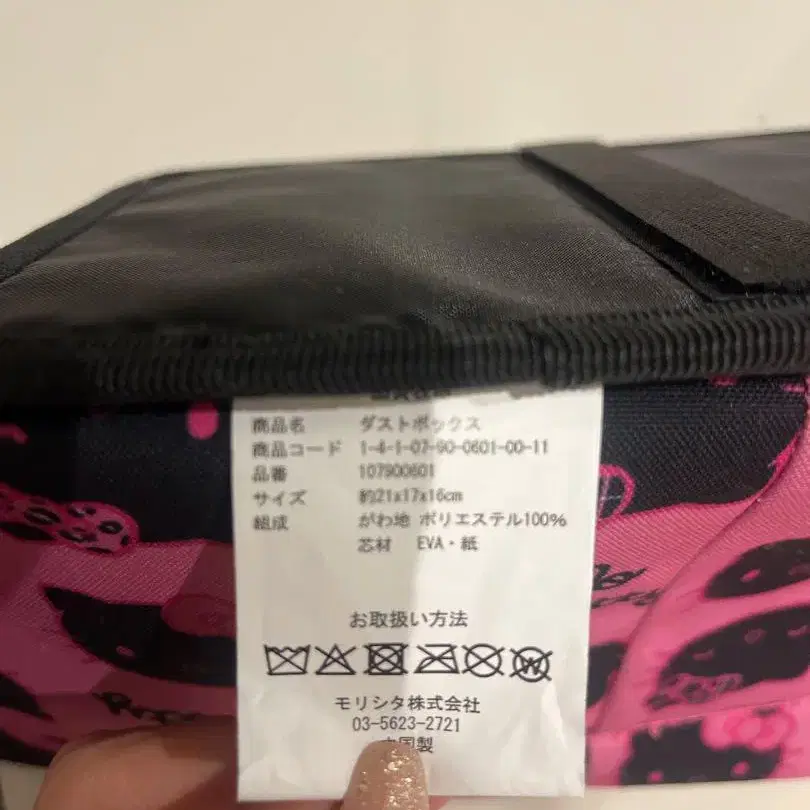 商品名 ダストボックス
商品コード 1-4-1-07-90-0601-00-11
品番 107900601
サイズ 約21x17x16cm
組成 がわ地 ポリエステル100%
芯材 EVA・紙
お取扱い方法
W
モリシタ株式会社
03-5623-2721
中国製